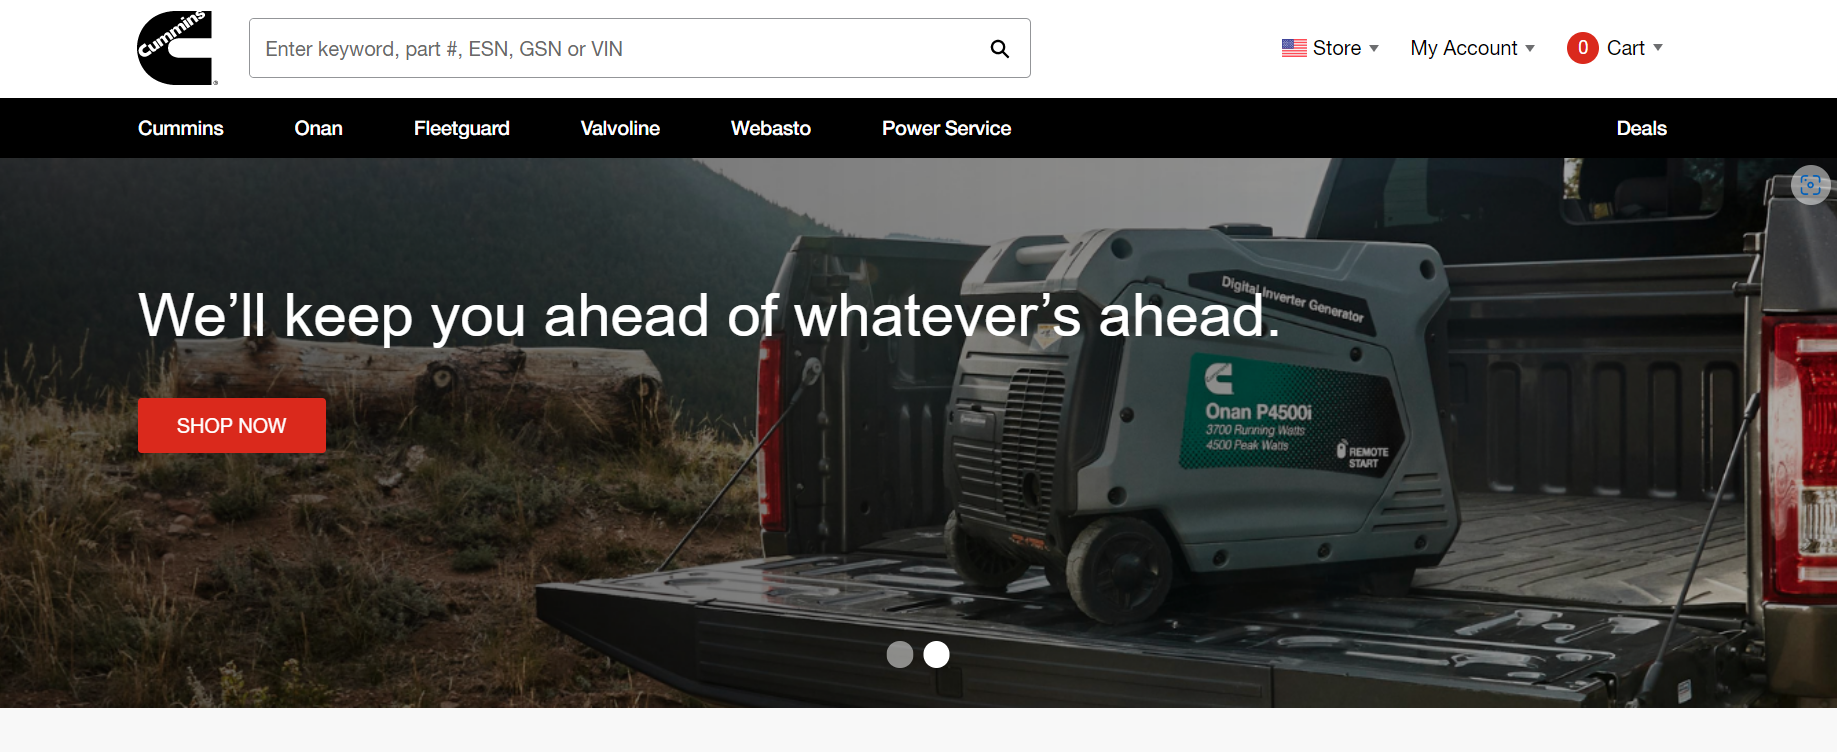 Cummins
Enter keyword, part #, ESN, GSN or VIN
Store
My Account
0 Cart
Cummins
Onan
Fleetguard
Valvoline
Webasto
Power Service
Deals
We’ll keep you ahead of whatever’s ahead.
SHOP NOW
Digital Inverter Generator
Onan P4500i
3700 Running Watts
4500 Peak Watts
REMOTE
START